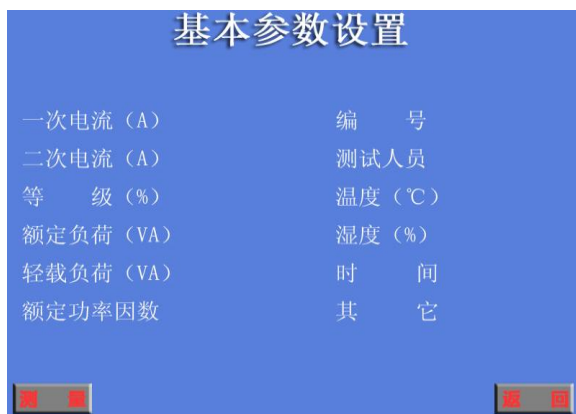 基本参数设置
一次电流（A）
二次电流（A）
等 级（%）
额定负荷（VA）
轻载负荷（VA）
额定功率因数
编 号
测试人员
温度（℃）
湿度（%）
时 间
其 它
测 量
返 回